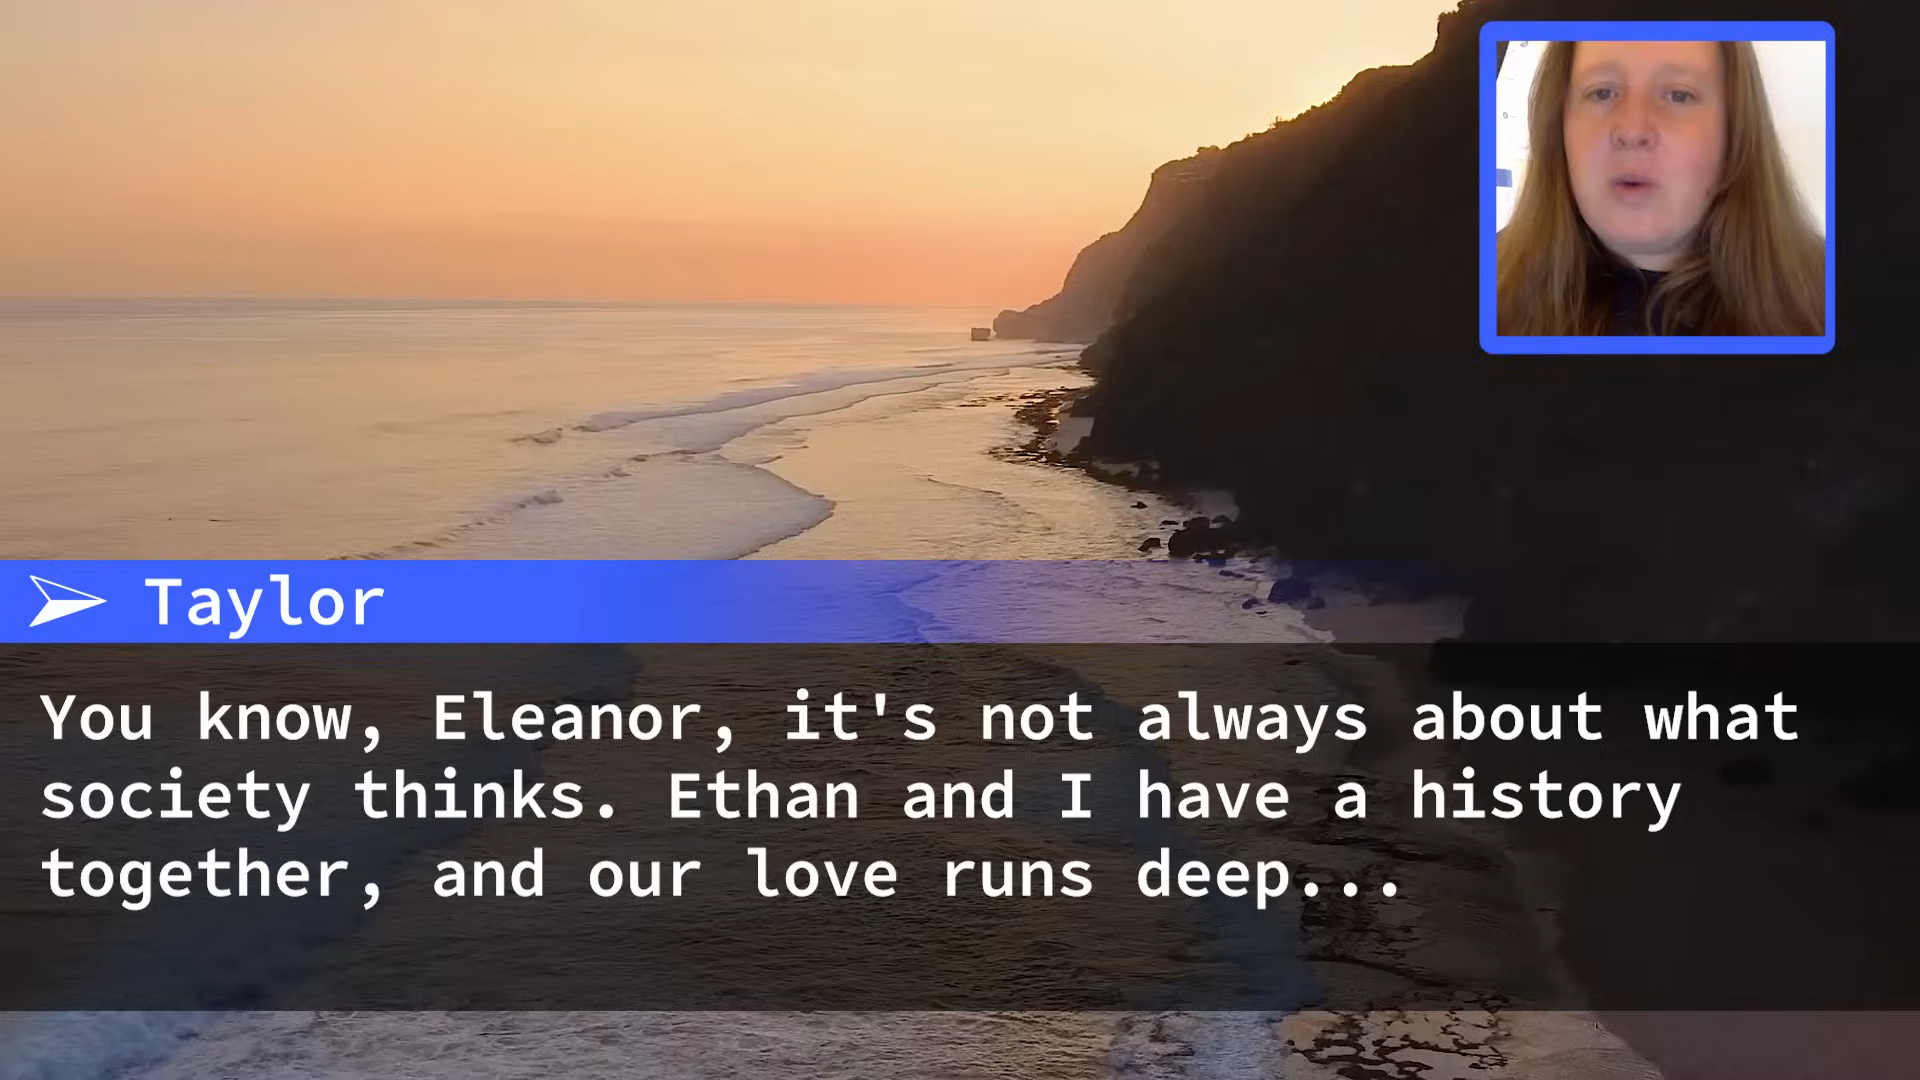 Taylor
You know, Eleanor, it's not always about what
society thinks. Ethan and I have a history
together, and our love runs deep...